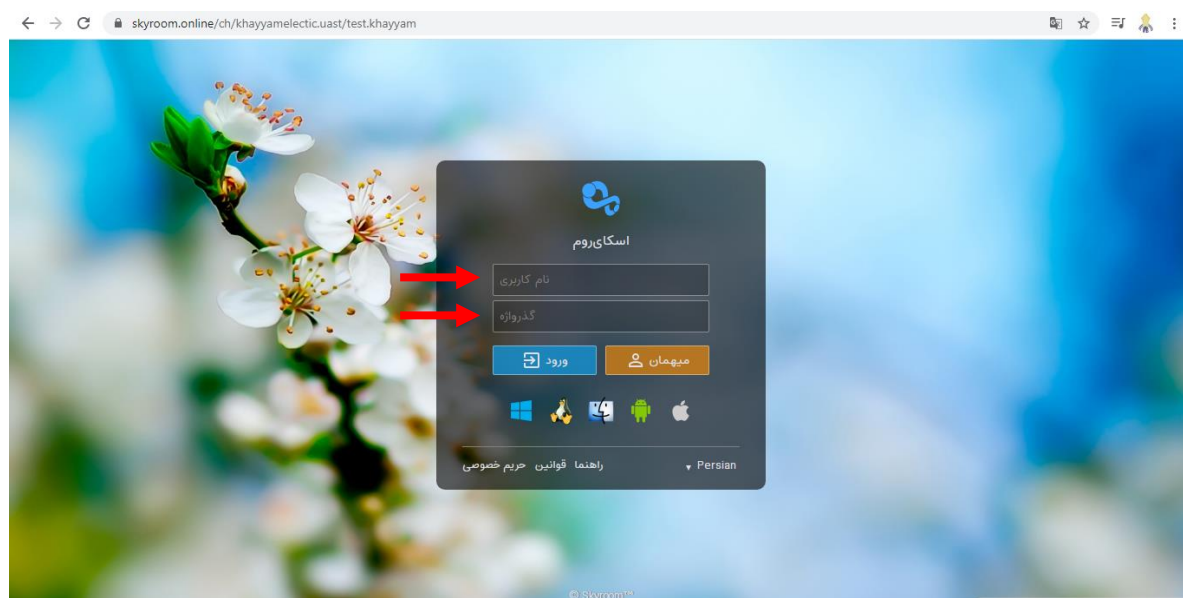 skyroom.online/ch/khayyamelectic.uast/test.khayyam
اسکای‌روم
نام کاربری
گذرواژه
میهمان
ورود
راهنما قوانین حریم خصوصی
Persian
© Skyroom™